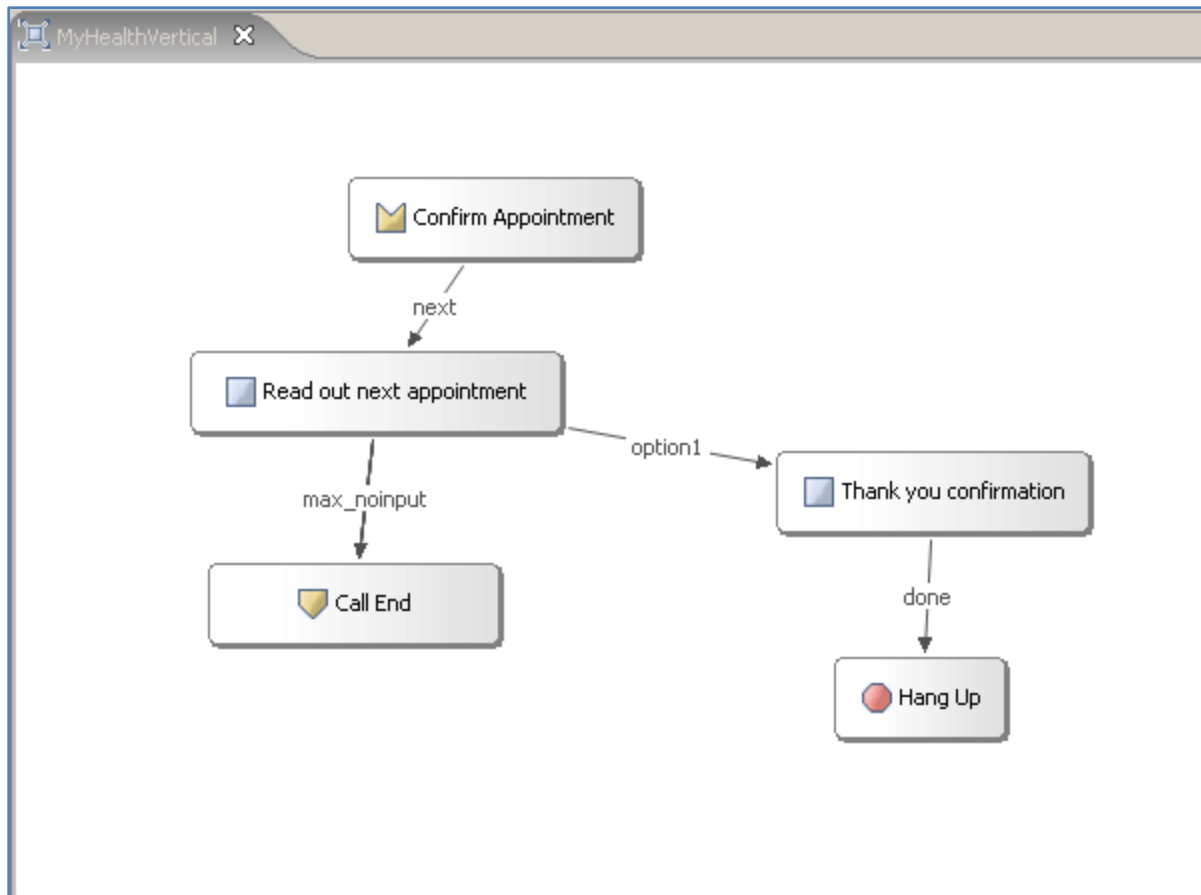 MyHealthVertical
Confirm Appointment
next
Read out next appointment
option1
Thank you confirmation
max_noinput
Call End
done
Hang Up